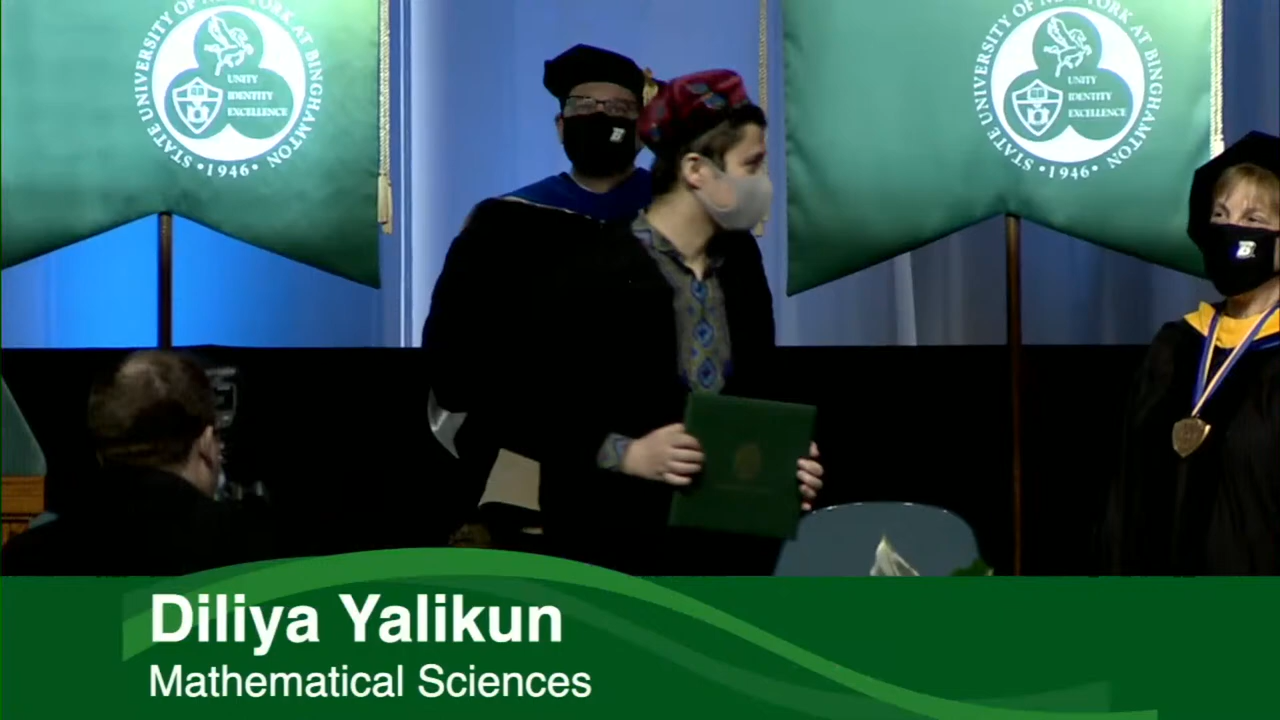 STATE UNIVERSITY OF NEW YORK AT BINGHAMTON
UNITY
IDENTITY
EXCELLENCE
• 1946 •
STATE UNIVERSITY OF NEW YORK AT BINGHAMTON
UNITY
IDENTITY
EXCELLENCE
• 1946 •
B
B
Diliya Yalikun
Mathematical Sciences